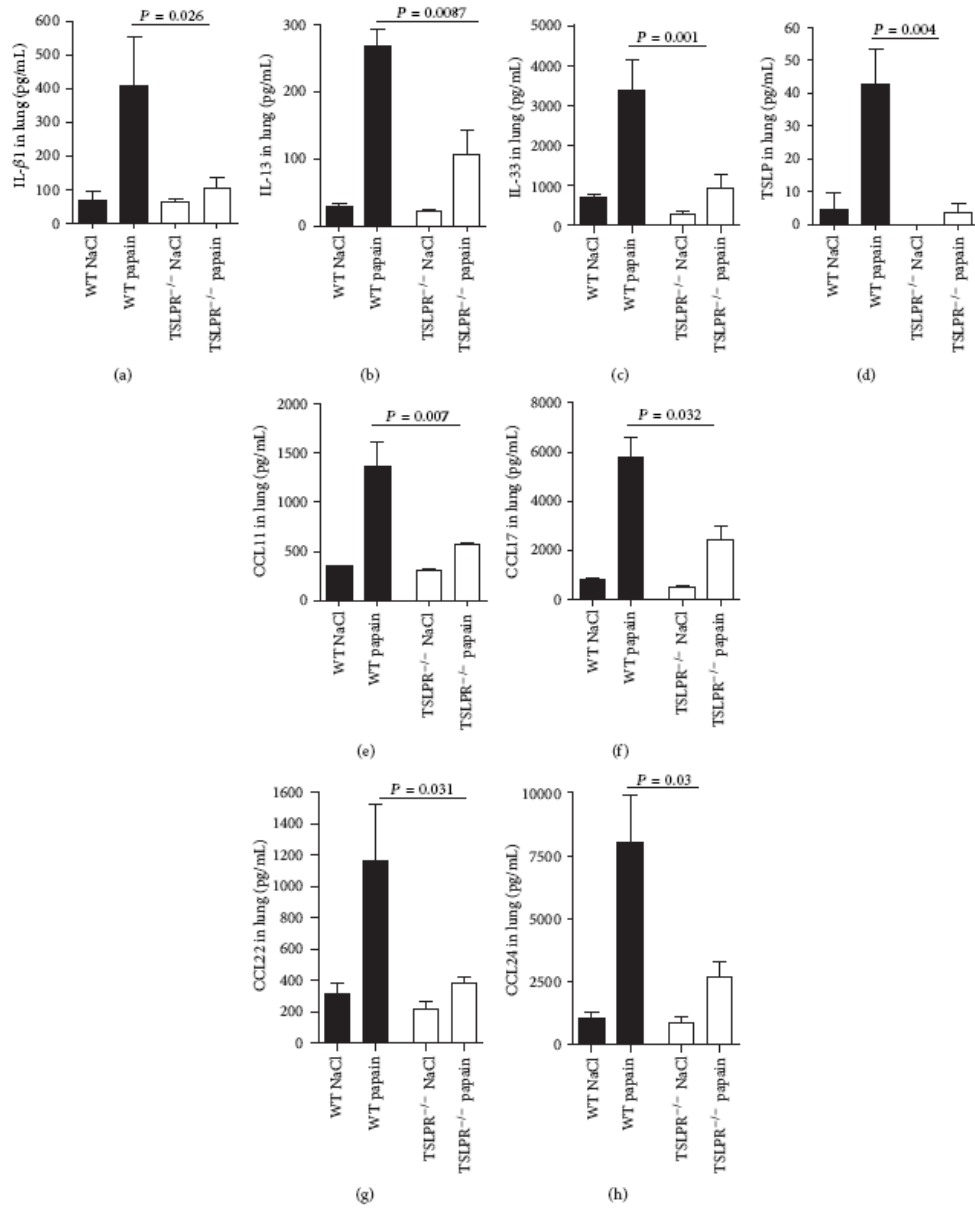 P = 0.026
IL-β1 in lung (pg/mL)
600
500
400
300
200
100
0
WT NaCl
WT papain
TSLPR−/− NaCl
TSLPR−/− papain
(a)
P = 0.0087
IL-13 in lung (pg/mL)
300
200
100
0
WT NaCl
WT papain
TSLPR−/− NaCl
TSLPR−/− papain
(b)
P = 0.001
IL-33 in lung (pg/mL)
5000
4000
3000
2000
1000
0
WT NaCl
WT papain
TSLPR−/− NaCl
TSLPR−/− papain
(c)
P = 0.004
TSLP in lung (pg/mL)
60
50
40
30
20
10
0
WT NaCl
WT papain
TSLPR−/− NaCl
TSLPR−/− papain
(d)
P = 0.007
CCL11 in lung (pg/mL)
2000
1500
1000
500
0
WT NaCl
WT papain
TSLPR−/− NaCl
TSLPR−/− papain
(e)
P = 0.032
CCL17 in lung (pg/mL)
8000
6000
4000
2000
0
WT NaCl
WT papain
TSLPR−/− NaCl
TSLPR−/− papain
(f)
P = 0.031
CCL22 in lung (pg/mL)
1600
1400
1200
1000
800
600
400
200
0
WT NaCl
WT papain
TSLPR−/− NaCl
TSLPR−/− papain
(g)
P = 0.03
CCL24 in lung (pg/mL)
10000
7500
5000
2500
0
WT NaCl
WT papain
TSLPR−/− NaCl
TSLPR−/− papain
(h)